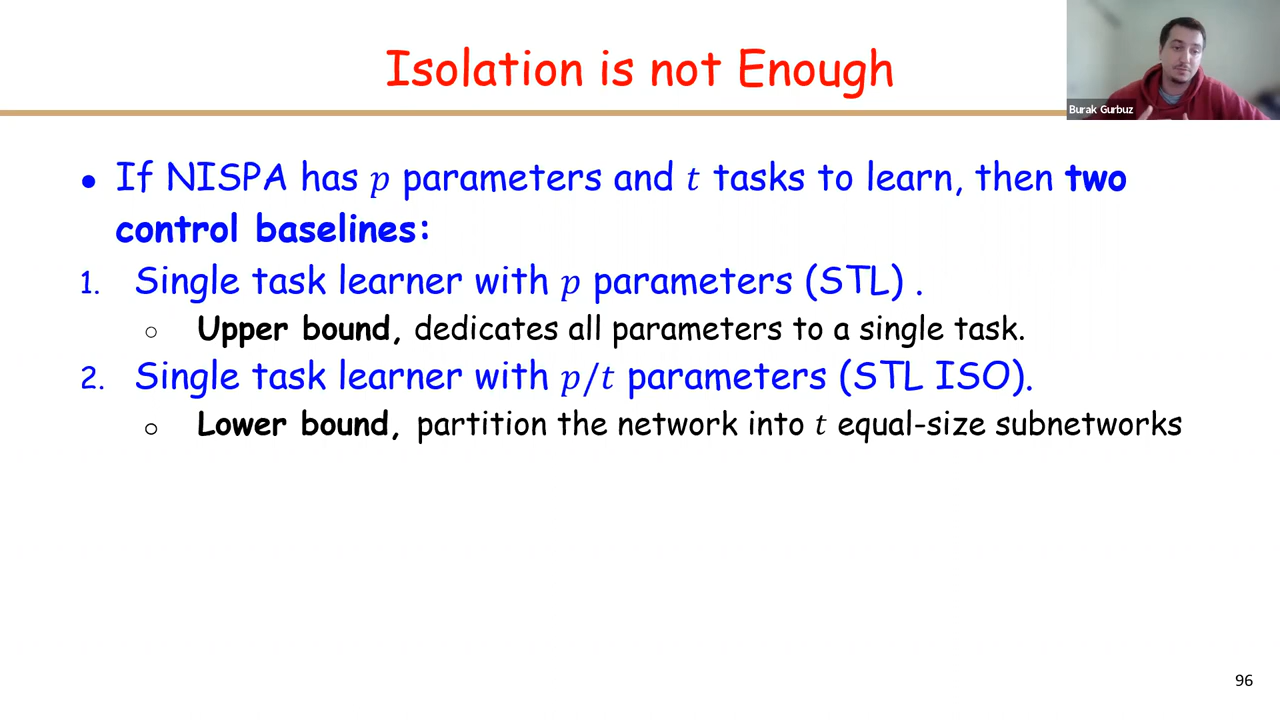 Isolation is not Enough
Burak Gurbuz
● If NISPA has p parameters and t tasks to learn, then two
control baselines:
1. Single task learner with p parameters (STL) .
○ Upper bound, dedicates all parameters to a single task.
2. Single task learner with p/t parameters (STL ISO).
○ Lower bound, partition the network into t equal-size subnetworks
96